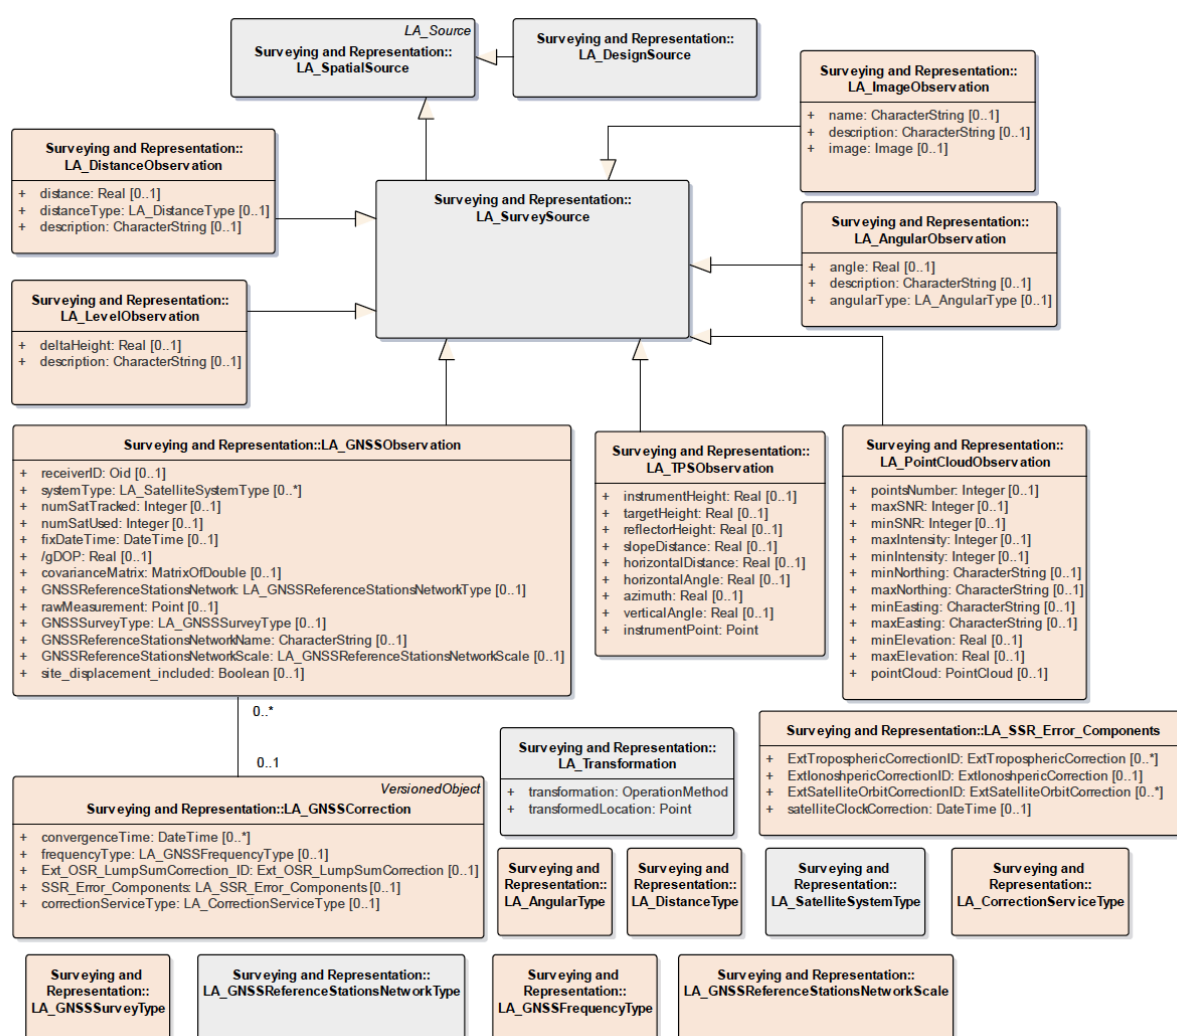 LA_Source
Surveying and Representation::
LA_SpatialSource
Surveying and Representation::
LA_DesignSource
Surveying and Representation::
LA_ImageObservation
+ name: CharacterString [0..1]
+ description: CharacterString [0..1]
+ image: Image [0..1]
Surveying and Representation::
LA_DistanceObservation
+ distance: Real [0..1]
+ distanceType: LA_DistanceType [0..1]
+ description: CharacterString [0..1]
Surveying and Representation::
LA_SurveySource
Surveying and Representation::
LA_AngularObservation
+ angle: Real [0..1]
+ description: CharacterString [0..1]
+ angularType: LA_AngularType [0..1]
Surveying and Representation::
LA_LevelObservation
+ deltaHeight: Real [0..1]
+ description: CharacterString [0..1]
Surveying and Representation::LA_GNSSObservation
+ receiverID: Oid [0..1]
+ systemType: LA_SatelliteSystemType [0..*]
+ numSatTracked: Integer [0..1]
+ numSatUsed: Integer [0..1]
+ fixDateTime: DateTime [0..1]
+ /gDOP: Real [0..1]
+ covarianceMatrix: MatrixOfDouble [0..1]
+ GNSSReferenceStationsNetwork: LA_GNSSReferenceStationsNetworkType [0..1]
+ rawMeasurement: Point [0..1]
+ GNSSSurveyType: LA_GNSSSurveyType [0..1]
+ GNSSReferenceStationsNetworkName: CharacterString [0..1]
+ GNSSReferenceStationsNetworkScale: LA_GNSSReferenceStationsNetworkScale [0..1]
+ site_displacement_included: Boolean [0..1]
Surveying and Representation::
LA_TPSObservation
+ instrumentHeight: Real [0..1]
+ targetHeight: Real [0..1]
+ reflectorHeight: Real [0..1]
+ slopeDistance: Real [0..1]
+ horizontalDistance: Real [0..1]
+ horizontalAngle: Real [0..1]
+ azimuth: Real [0..1]
+ verticalAngle: Real [0..1]
+ instrumentPoint: Point
Surveying and Representation::
LA_PointCloudObservation
+ pointsNumber: Integer [0..1]
+ maxSNR: Integer [0..1]
+ minSNR: Integer [0..1]
+ maxIntensity: Integer [0..1]
+ minIntensity: Integer [0..1]
+ minNorthing: CharacterString [0..1]
+ maxNorthing: CharacterString [0..1]
+ minEasting: CharacterString [0..1]
+ maxEasting: CharacterString [0..1]
+ minElevation: Real [0..1]
+ maxElevation: Real [0..1]
+ pointCloud: PointCloud [0..1]
0..*
0..1
VersionedObject
Surveying and Representation::LA_GNSSCorrection
+ convergenceTime: DateTime [0..*]
+ frequencyType: LA_GNSSFrequencyType [0..1]
+ Ext_OSR_LumpSumCorrection_ID: Ext_OSR_LumpSumCorrection [0..1]
+ SSR_Error_Components: LA_SSR_Error_Components [0..1]
+ correctionServiceType: LA_CorrectionServiceType [0..1]
Surveying and Representation::
LA_Transformation
+ transformation: OperationMethod
+ transformedLocation: Point
Surveying and Representation::LA_SSR_Error_Components
+ ExtTroposphericCorrectionID: ExtTroposphericCorrection [0..*]
+ ExtIonoshpericCorrectionID: ExtIonoshpericCorrection [0..1]
+ ExtSatelliteOrbitCorrectionID: ExtSatelliteOrbitCorrection [0..*]
+ satelliteClockCorrection: DateTime [0..1]
Surveying and
Representation::
LA_AngularType
Surveying and
Representation::
LA_DistanceType
Surveying and
Representation::
LA_SatelliteSystemType
Surveying and
Representation::
LA_CorrectionServiceType
Surveying and
Representation::
LA_GNSSSurveyType
Surveying and Representation::
LA_GNSSReferenceStationsNetworkType
Surveying and
Representation::
LA_GNSSFrequencyType
Surveying and Representation::
LA_GNSSReferenceStationsNetworkScale